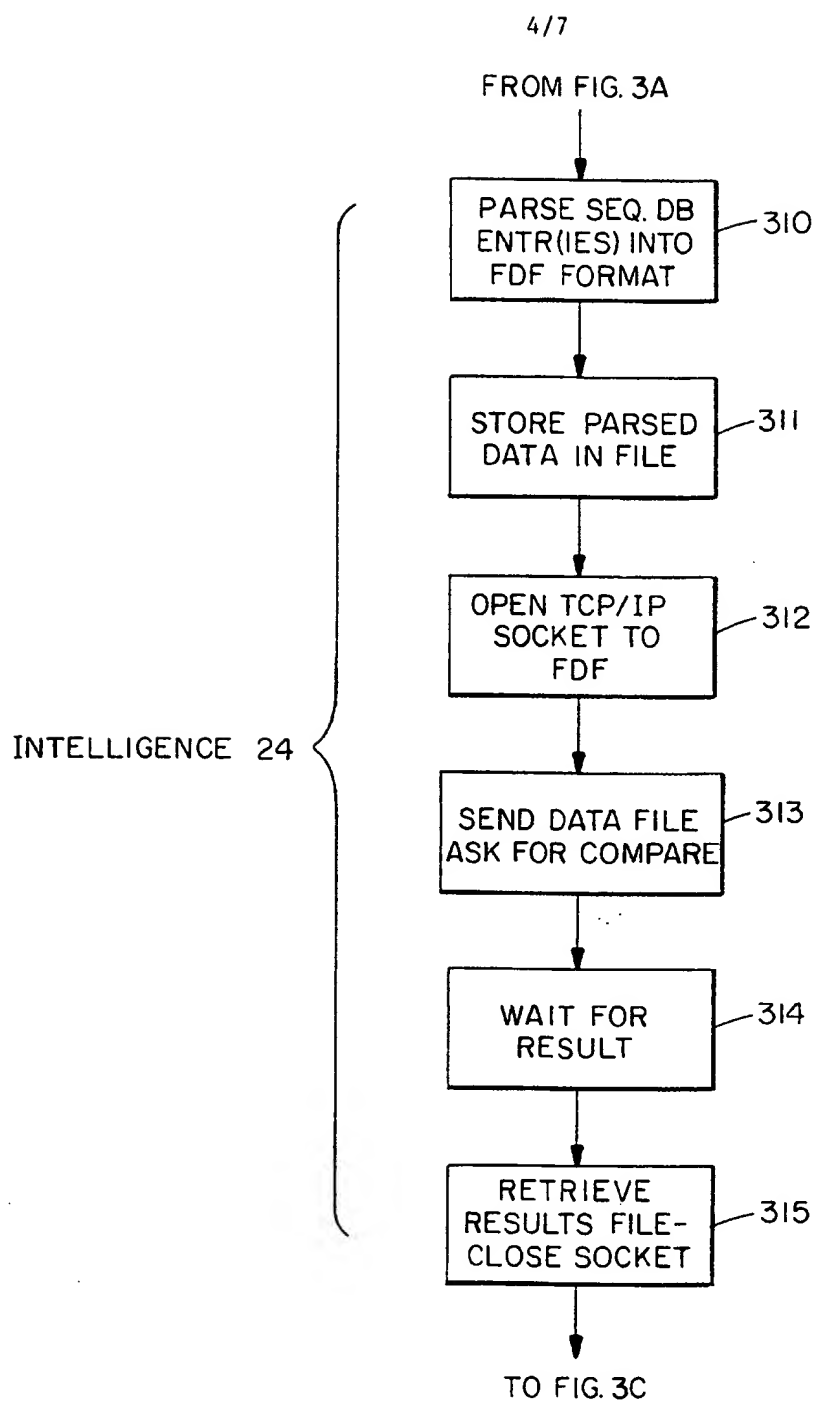 4/7
FROM FIG. 3A
PARSE SEQ. DB
ENTR(IES) INTO
FDF FORMAT
310
STORE PARSED
DATA IN FILE
311
OPEN TCP/IP
SOCKET TO
FDF
312
INTELLIGENCE 24
SEND DATA FILE
ASK FOR COMPARE
313
WAIT FOR
RESULT
314
RETRIEVE
RESULTS FILE-
CLOSE SOCKET
315
TO FIG. 3C